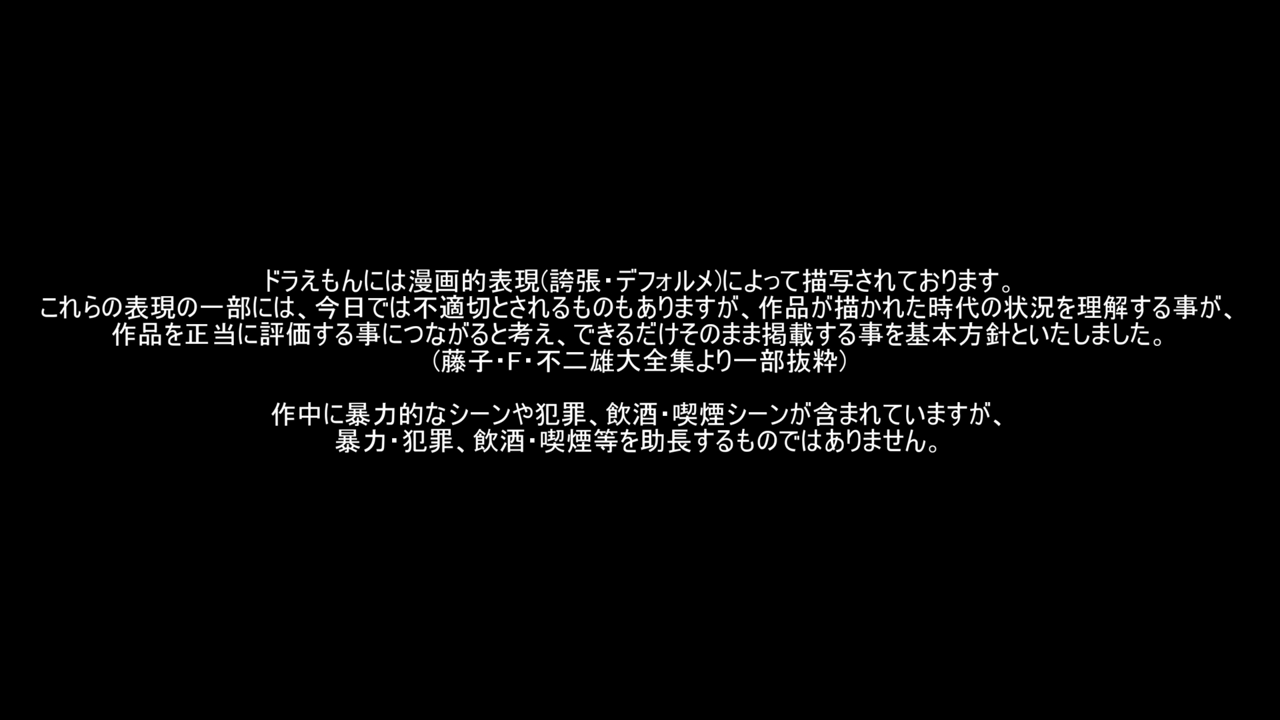 ドラえもんには漫画的表現(誇張・デフォルメ)によって描写されております。
これらの表現の一部には、今日では不適切とされるものもありますが、作品が描かれた時代の状況を理解する事が、
作品を正当に評価する事につながると考え、できるだけそのまま掲載する事を基本方針といたしました。
(藤子・F・不二雄大全集より一部抜粋)
作中に暴力的なシーンや犯罪、飲酒・喫煙シーンが含まれていますが、
暴力・犯罪、飲酒・喫煙等を助長するものではありません。